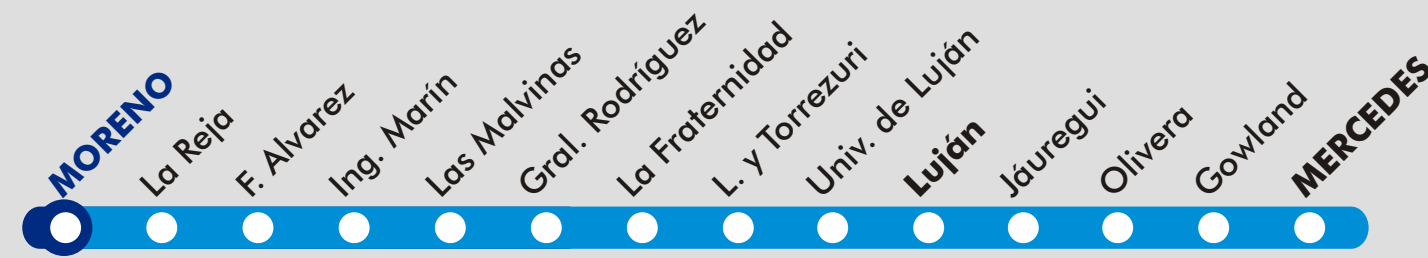 MORENO
La Reja
F. Alvarez
Ing. Marín
Las Malvinas
Gral. Rodríguez
La Fraternidad
L. y Torrezuri
Univ. de Luján
Luján
Jáuregui
Olivera
Gowland
MERCEDES